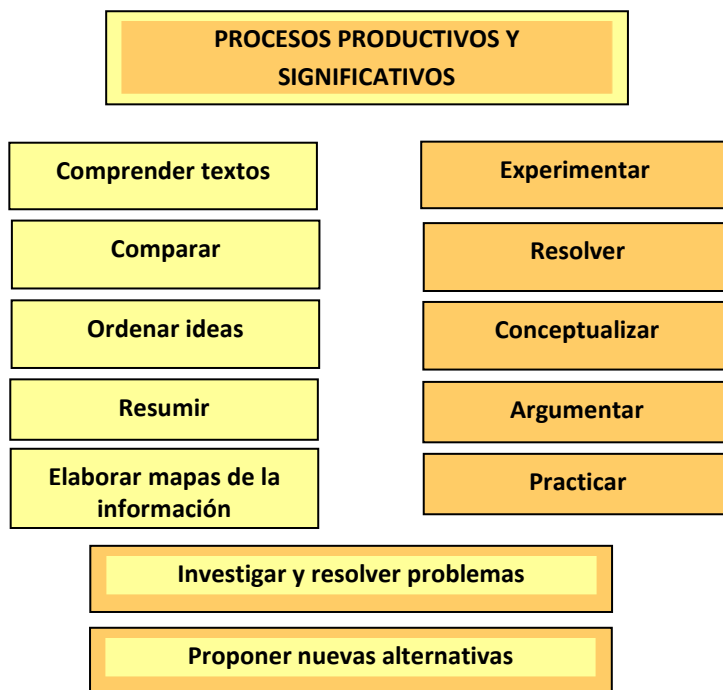 PROCESOS PRODUCTIVOS Y
SIGNIFICATIVOS
Comprender textos
Comparar
Ordenar ideas
Resumir
Elaborar mapas de la
información
Experimentar
Resolver
Conceptualizar
Argumentar
Practicar
Investigar y resolver problemas
Proponer nuevas alternativas